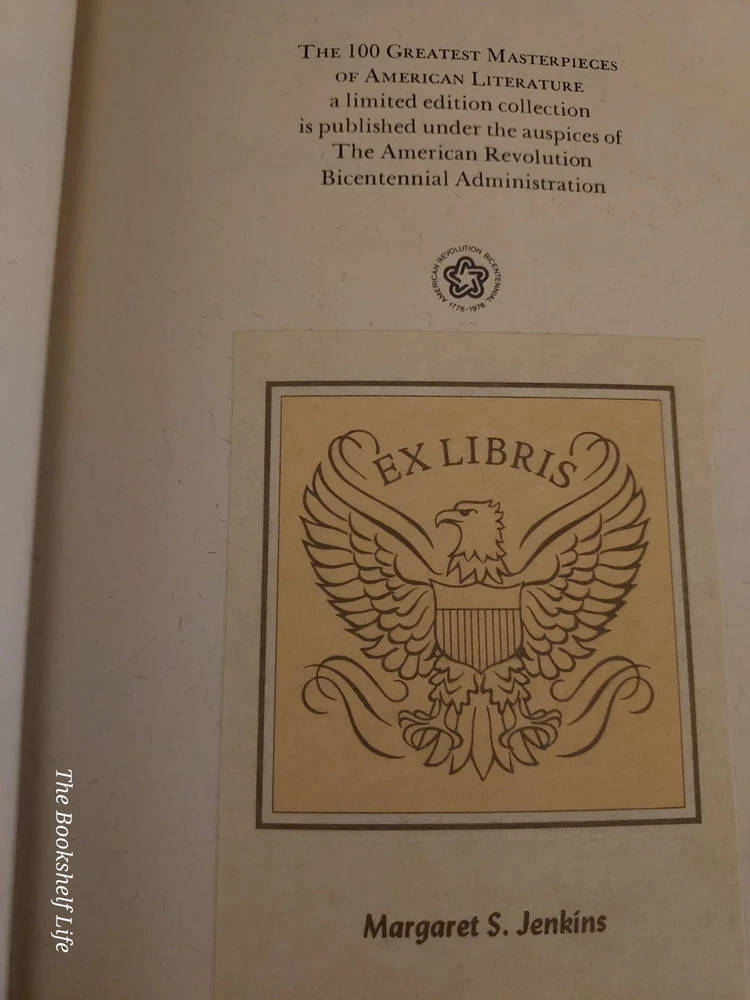 The 100 Greatest Masterpieces
of American Literature
a limited edition collection
is published under the auspices of
The American Revolution
Bicentennial Administration
AMERICAN REVOLUTION BICENTENNIAL
1776-1976
EX LIBRIS
Margaret S. Jenkins
The Bookshelf Life